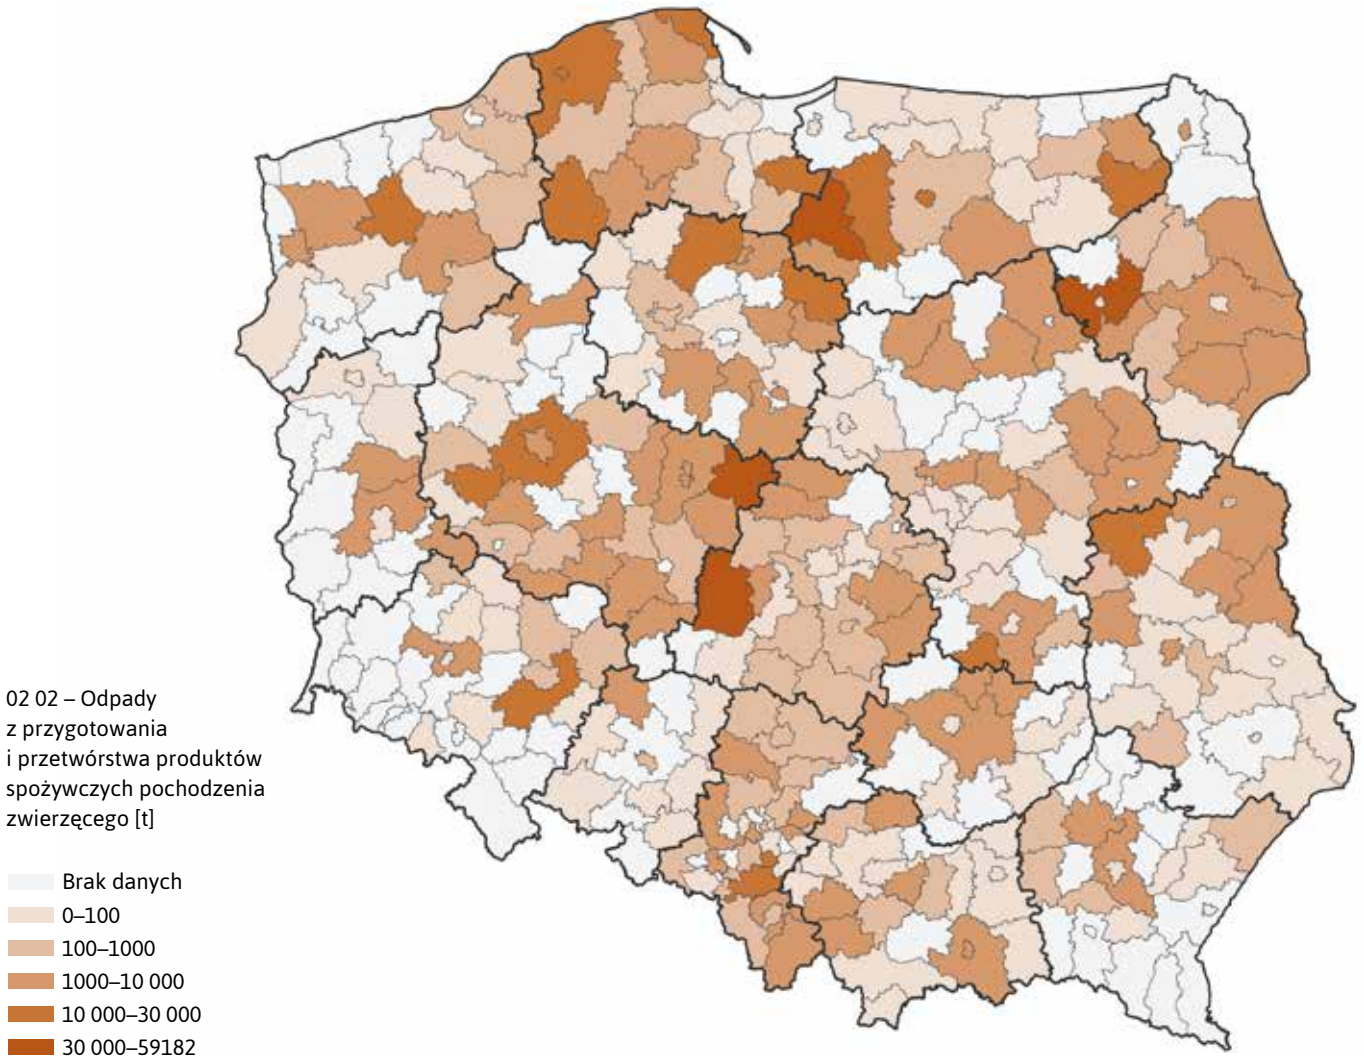 02 02 – Odpady
z przygotowania
i przetwórstwa produktów
spożywczych pochodzenia
zwierzęcego [t]
Brak danych
0–100
100–1000
1000–10 000
10 000–30 000
30 000–59182